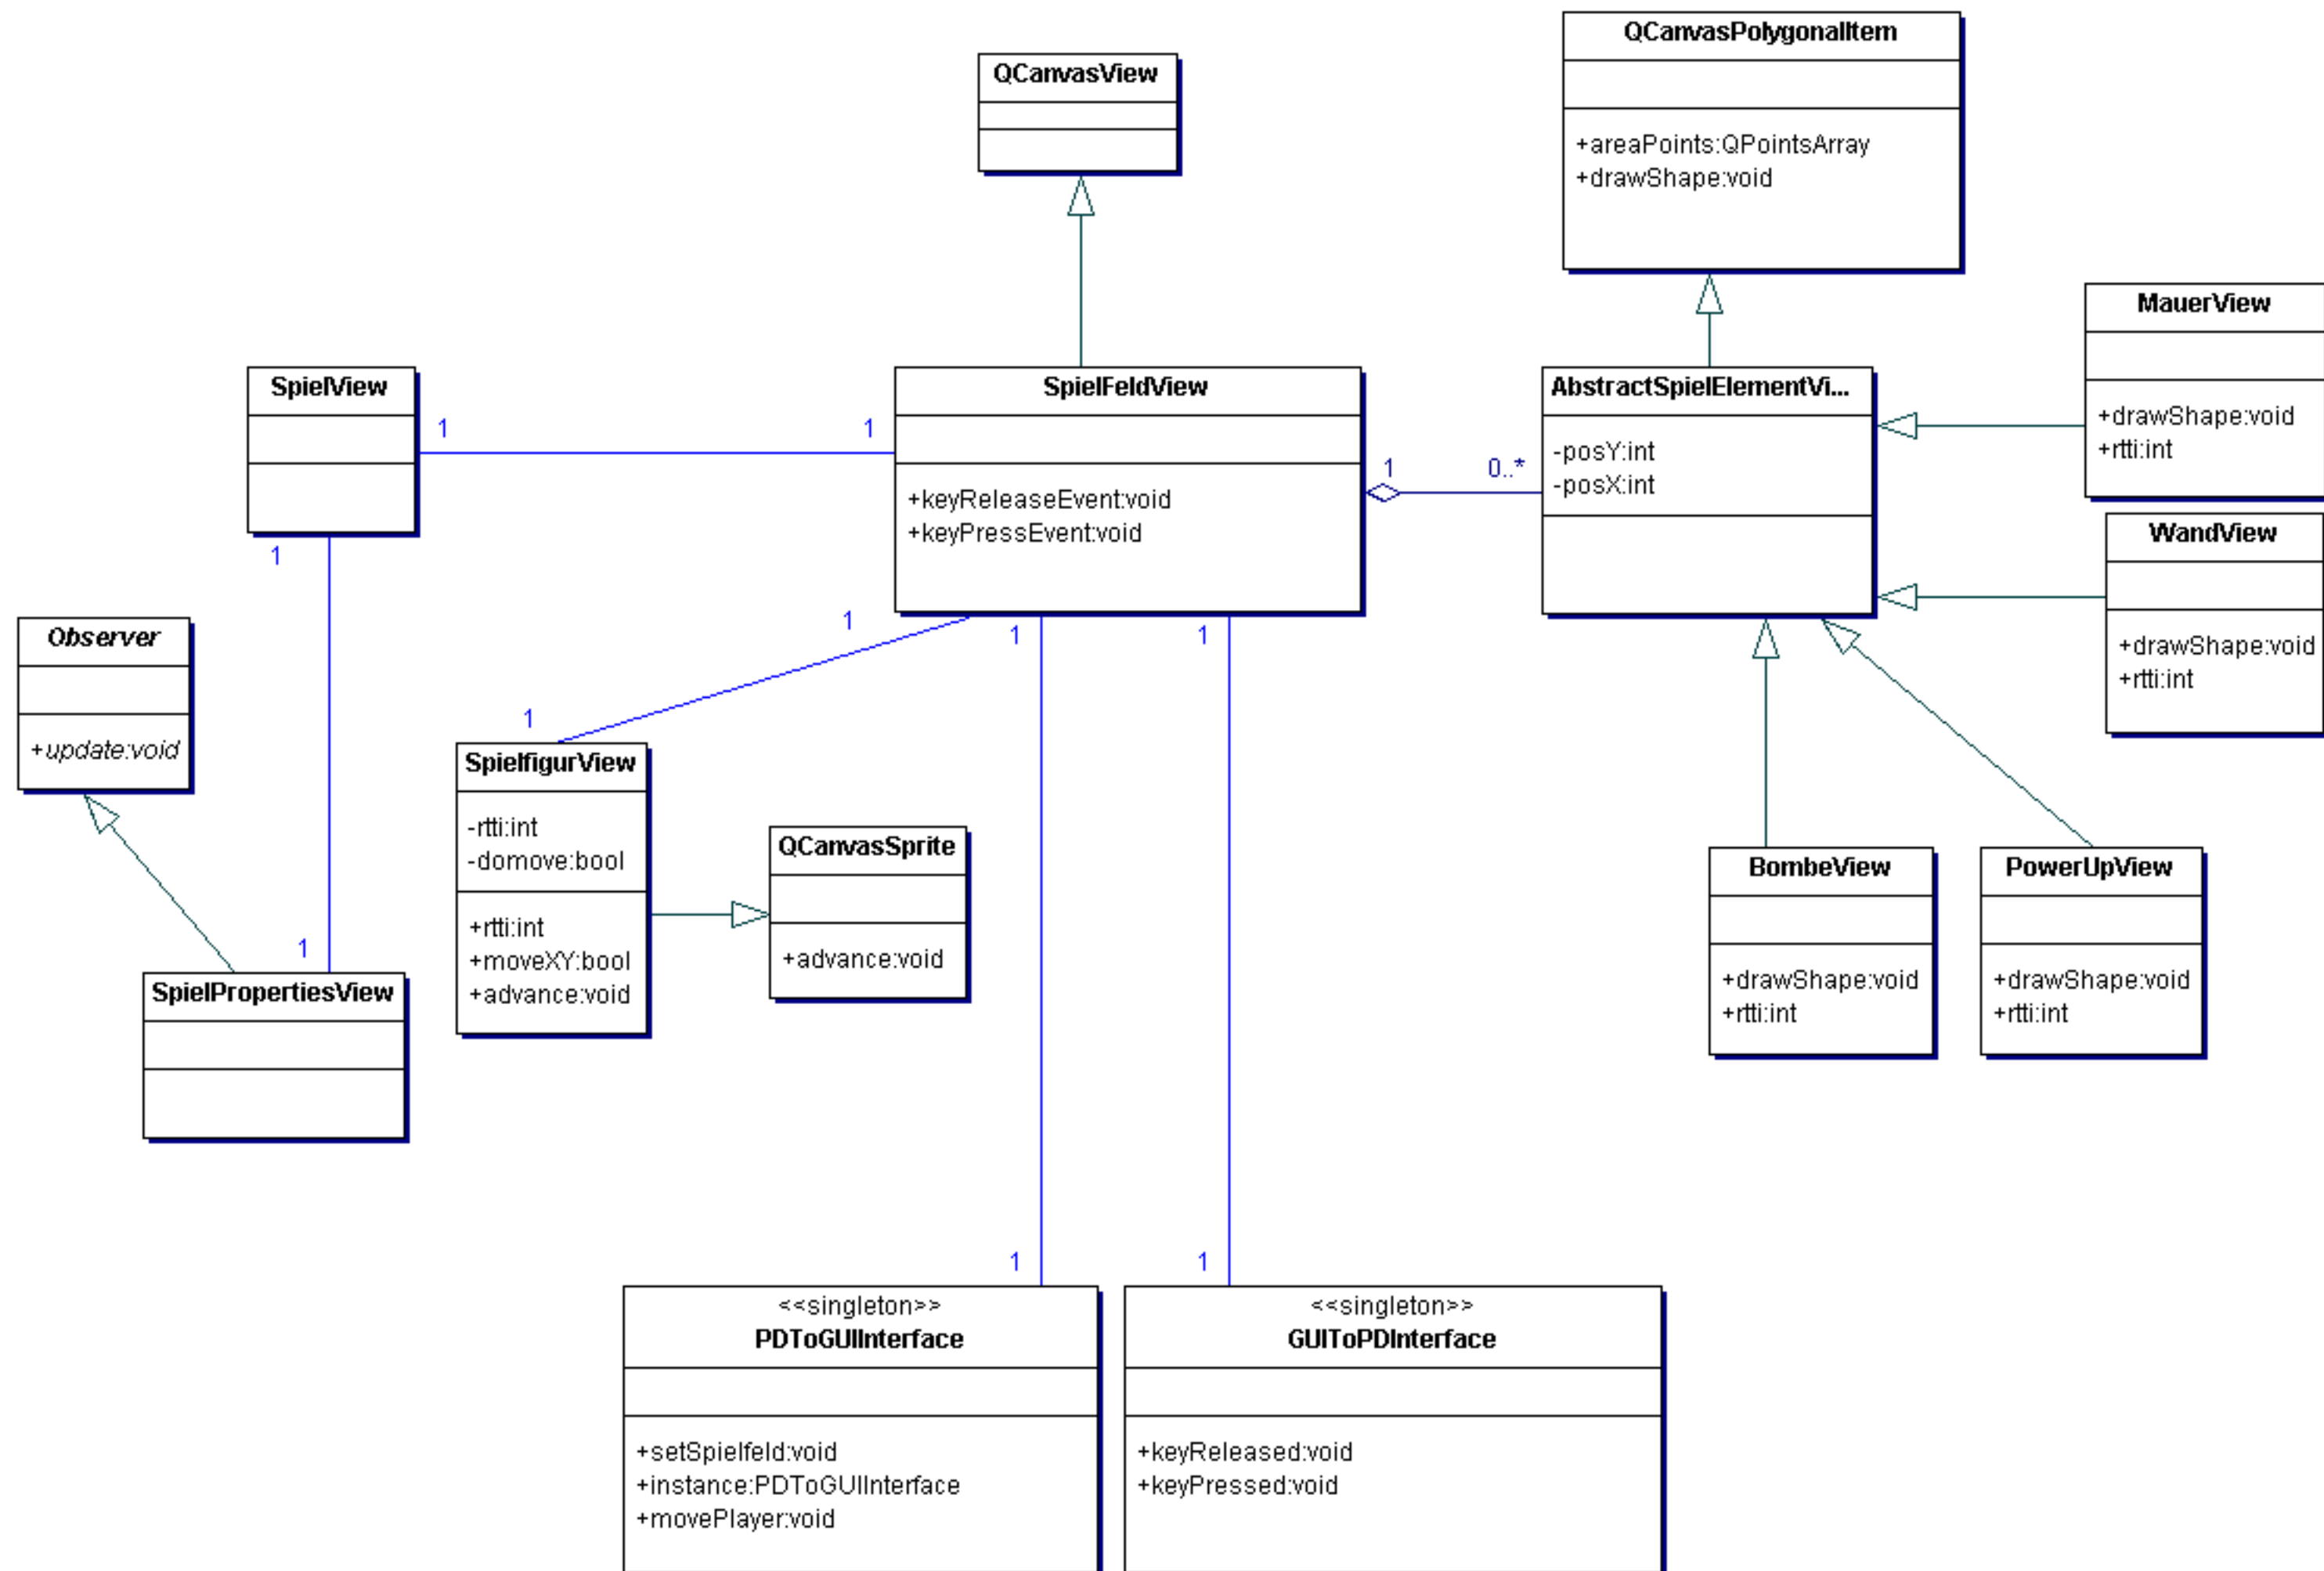 QCanvasPolygonalItem
+areaPoints:QPointsArray
+drawShape:void
QCanvasView
MauerView
+drawShape:void
+rtti:int
SpielView
SpielFeldView
+keyReleaseEvent:void
+keyPressEvent:void
AbstractSpielElementVi...
-posY:int
-posX:int
1
1
1
0..*
WandView
+drawShape:void
+rtti:int
1
1
1
1
Observer
+update:void
1
SpielfigurView
-rtti:int
-domove:bool
+rtti:int
+moveXY:bool
+advance:void
QCanvasSprite
+advance:void
BombeView
+drawShape:void
+rtti:int
PowerUpView
+drawShape:void
+rtti:int
1
SpielPropertiesView
1
1
<<singleton>>
PDToGUIInterface
+setSpielfeld:void
+instance:PDToGUIInterface
+movePlayer:void
<<singleton>>
GUIToPDInterface
+keyReleased:void
+keyPressed:void